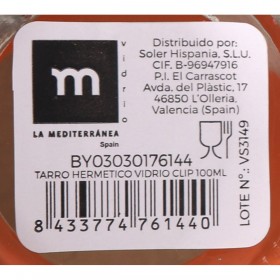 m
vidrio
LA MEDITERRÁNEA
Spain
Distribuido por:
Soler Hispania, S.L.U.
CIF. B-96947916
P.I. El Carrascot
Avda. del Plàstic, 17
46850 L'Olleria.
Valencia (Spain)
LOTE N°.: VS3149
BY03030176144
TARRO HERMETICO VIDRIO CLIP 100ML
8 433774 761440